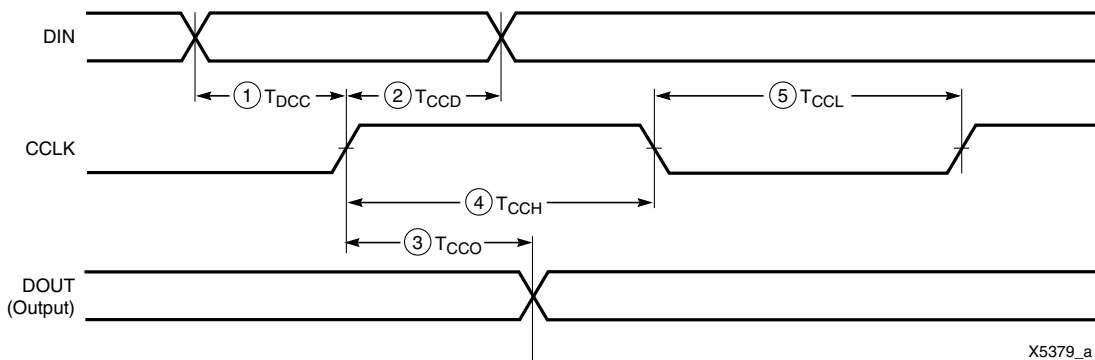 DIN
① TDCC
② TCCD
⑤ TCCL
CCLK
④ TCCH
③ TCCO
DOUT
(Output)
X5379_a